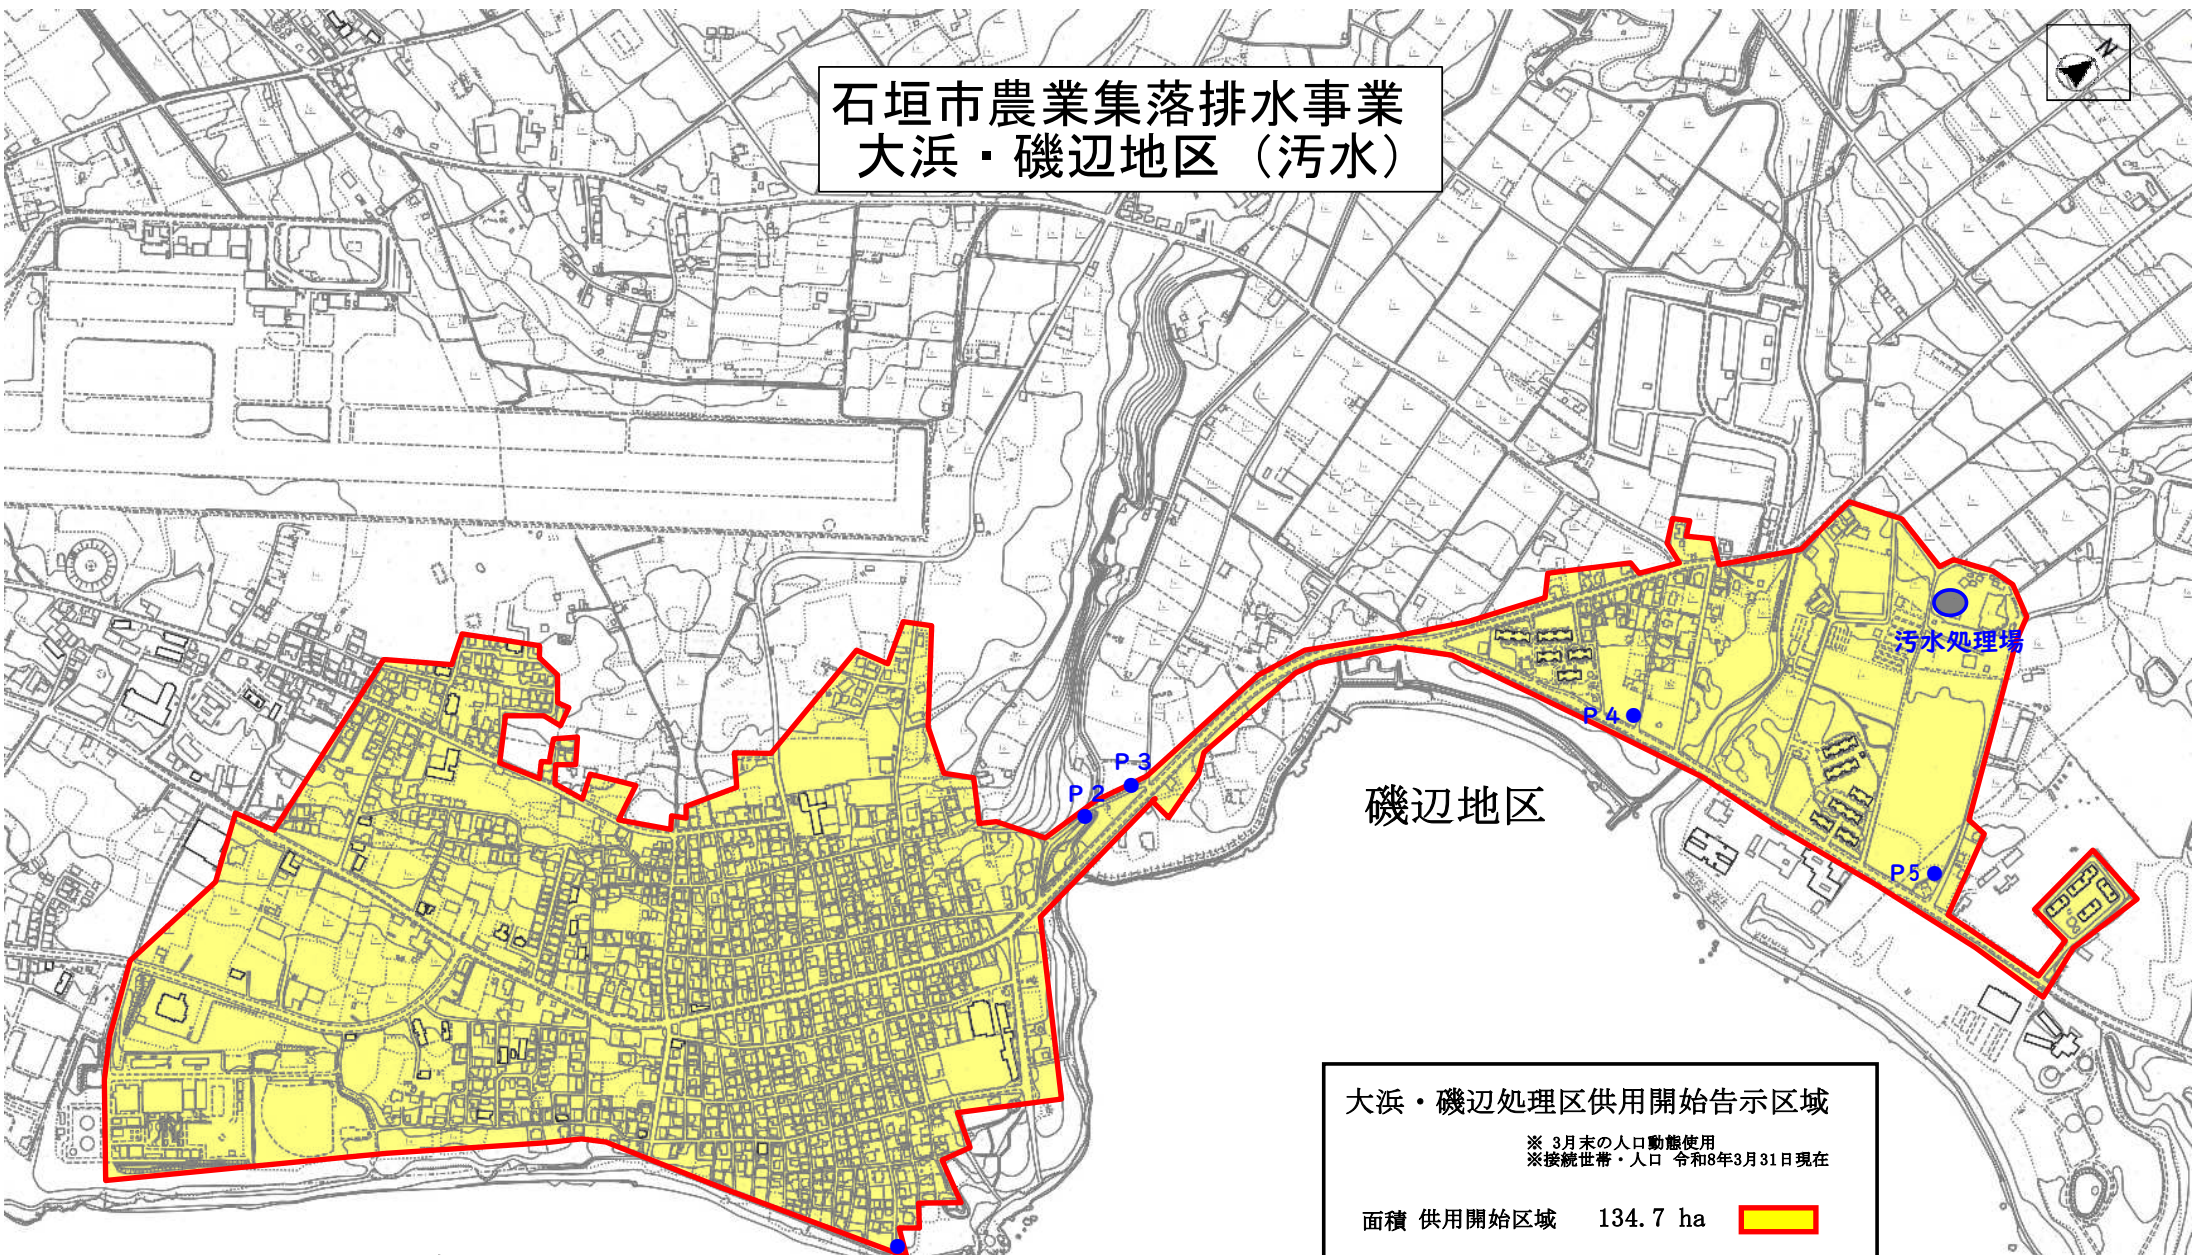 N
石垣市農業集落排水事業
大浜・磯辺地区（汚水）
汚水処理場
P4
P3
P2
磯辺地区
P5
大浜・磯辺処理区供用開始告示区域
※ 3月末の人口動態使用
※接続世帯・人口 令和8年3月31日現在
面積 供用開始区域 134.7 ha